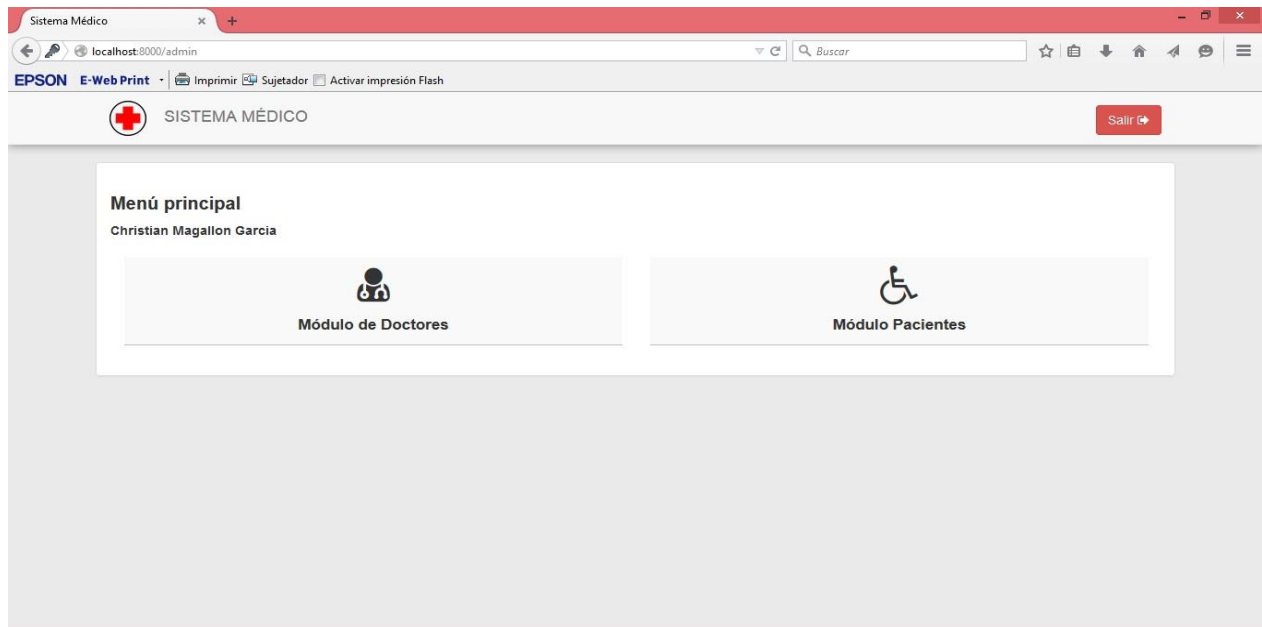 Sistema Médico
localhost:8000/admin
Buscar
EPSON E-Web Print Imprimir Sujetador Activar impresión Flash
SISTEMA MÉDICO
Salir
Menú principal
Christian Magallon Garcia
Módulo de Doctores
Módulo Pacientes